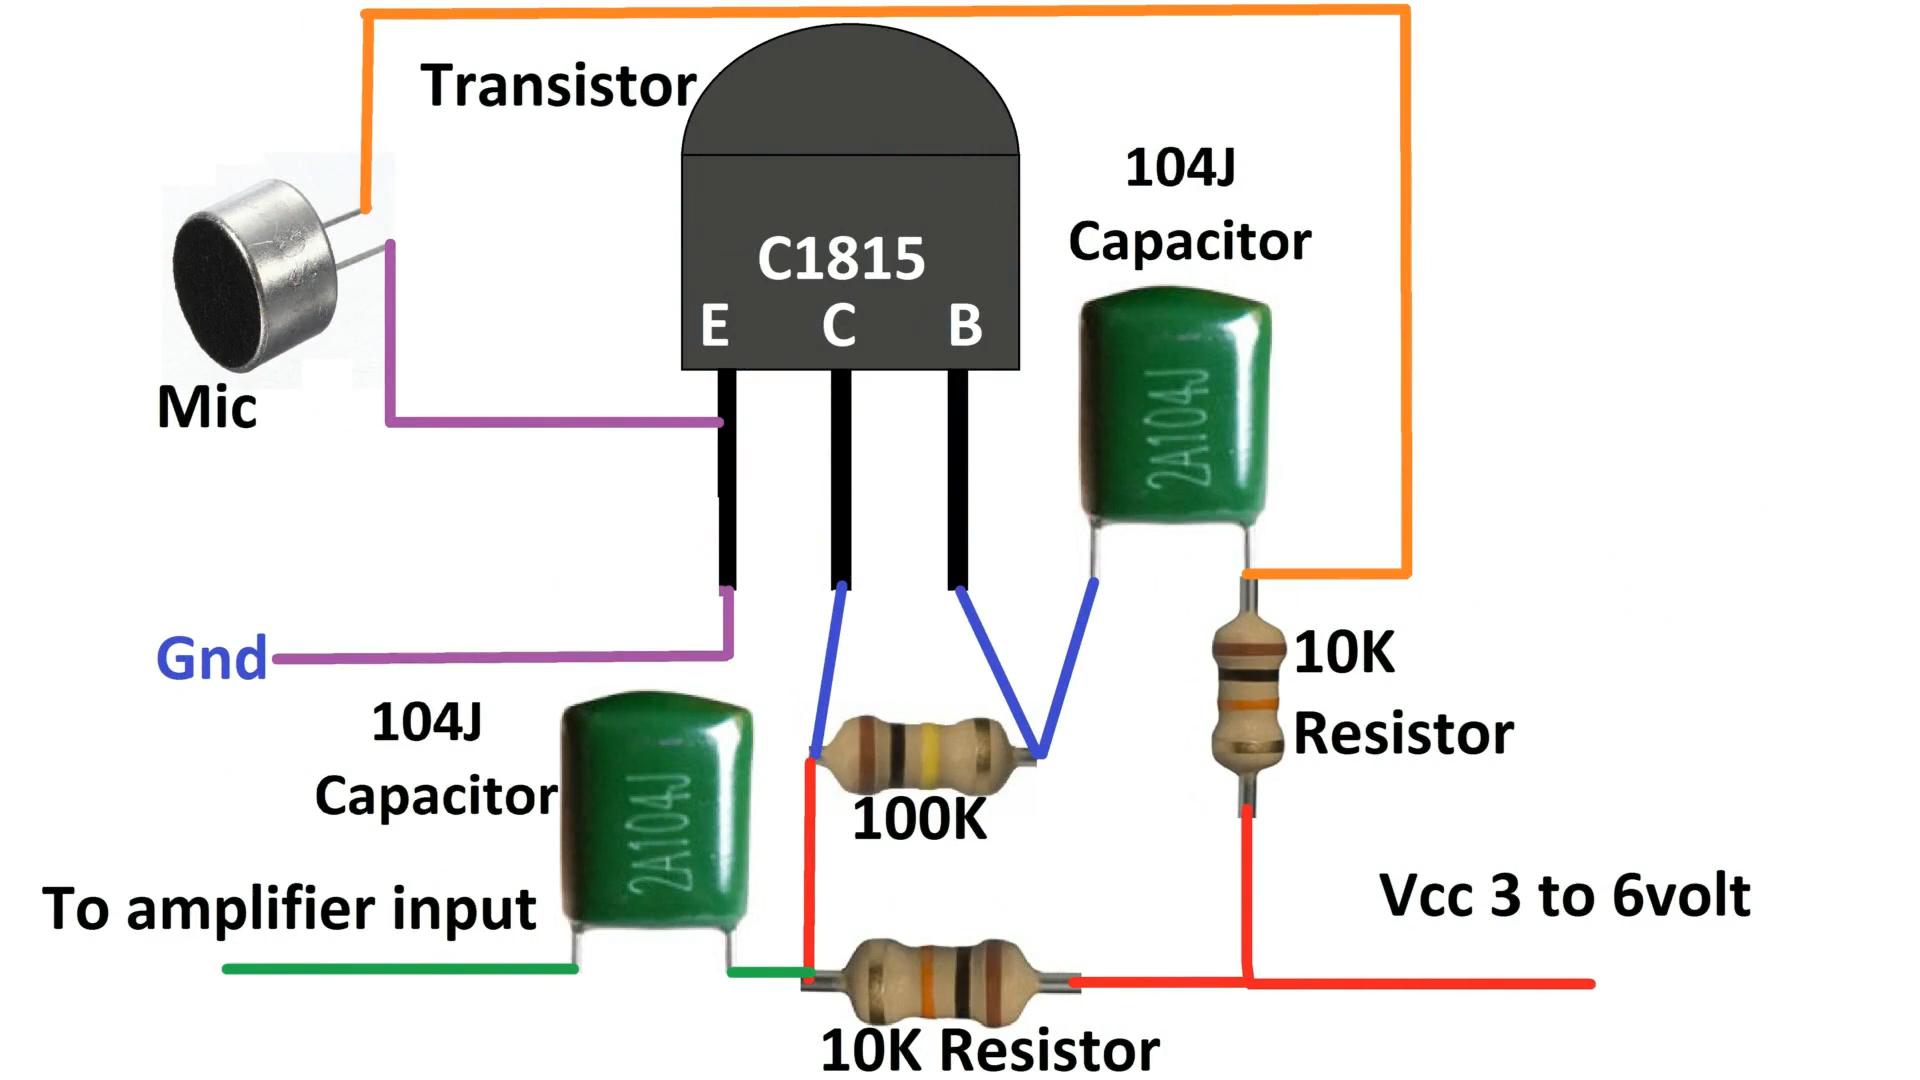 Transistor
104J
Capacitor
C1815
E C B
2A104J
Mic
Gnd
10K
Resistor
104J
Capacitor
2A104J
100K
To amplifier input
Vcc 3 to 6volt
10K Resistor